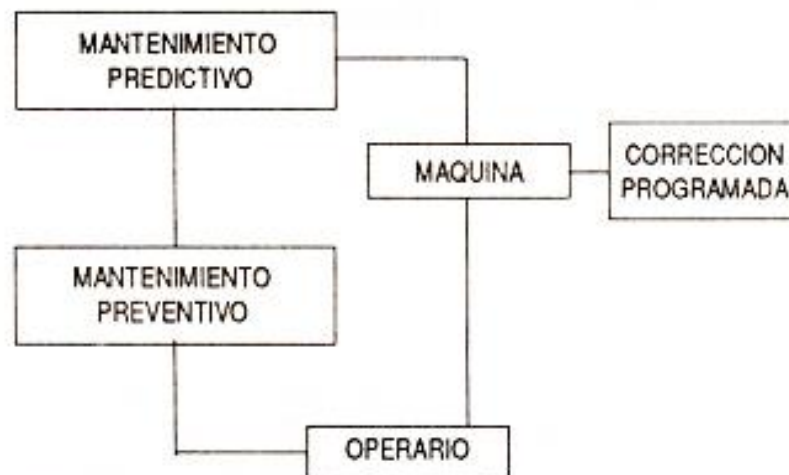 MANTENIMIENTO
PREDICTIVO
MAQUINA
CORRECCION
PROGRAMADA
MANTENIMIENTO
PREVENTIVO
OPERARIO